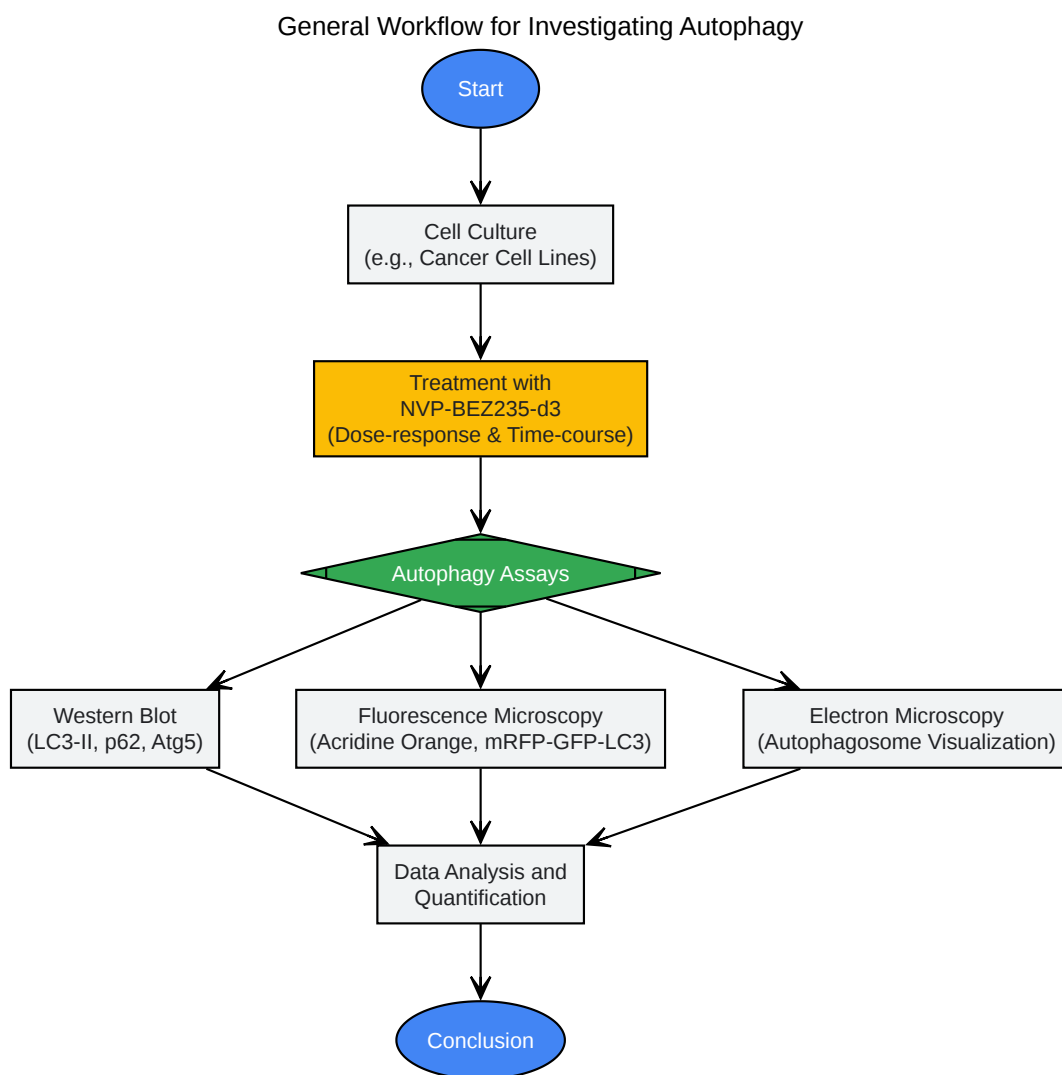 General Workflow for Investigating Autophagy
Start
Cell Culture
(e.g., Cancer Cell Lines)
Treatment with
NVP-BEZ235-d3
(Dose-response & Time-course)
Autophagy Assays
Western Blot
(LC3-II, p62, Atg5)
Fluorescence Microscopy
(Acridine Orange, mRFP-GFP-LC3)
Electron Microscopy
(Autophagosome Visualization)
Data Analysis and
Quantification
Conclusion